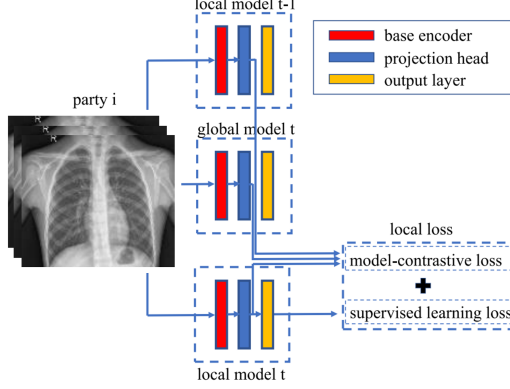 local model t-1
base encoder
projection head
output layer
party i
global model t
local loss
model-contrastive loss
supervised learning loss
local model t